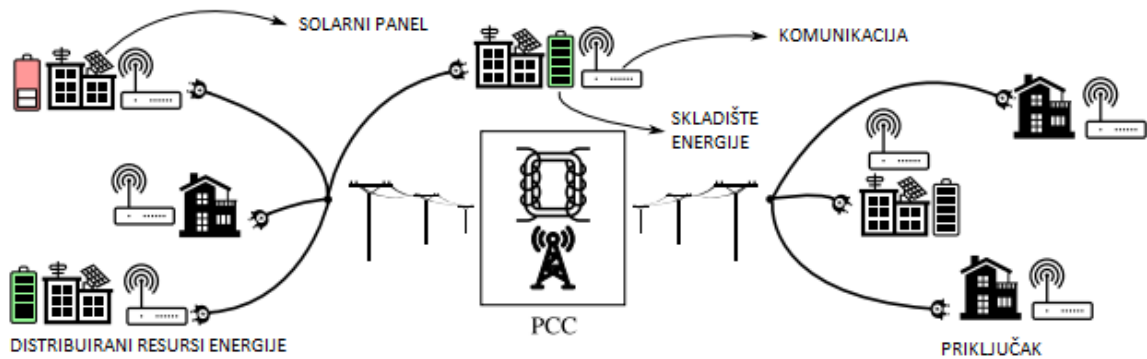 SOLARNI PANEL
KOMUNIKACIJA
SKLADIŠTE
ENERGIJE
PCC
DISTRIBUIRANI RESURSI ENERGIJE
PRIKLJUČAK